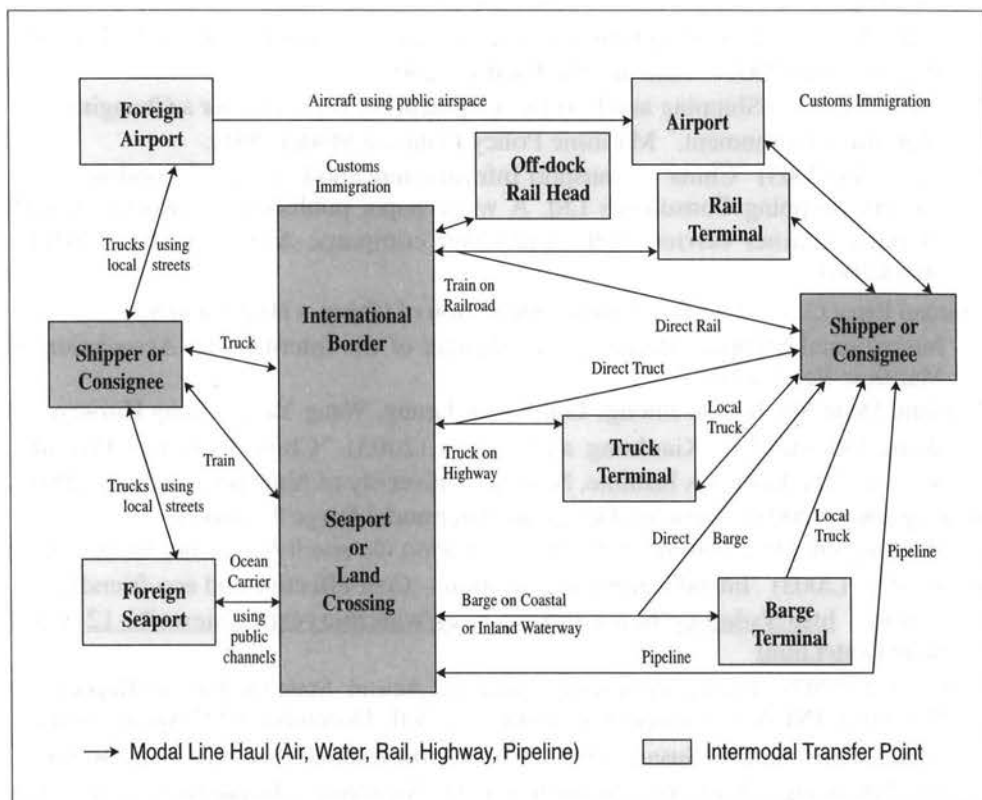 Foreign
Airport
Aircraft using public airspace
Airport
Customs Immigration
Customs
Immigration
Off-dock
Rail Head
Rail
Terminal
Trucks using
local streets
Train on
Railroad
International
Border
Direct Rail
Shipper or
Consignee
Truck
Shipper or
Consignee
Direct Truct
Local
Truck
Truck on
Highway
Truck
Terminal
Train
Trucks using
local streets
Seaport
or
Land
Crossing
Direct Barge
Local
Truck
Pipeline
Ocean
Carrier
Foreign
Seaport
using
public
channels
Barge on Coastal
or Inland Waterway
Barge
Terminal
Pipeline
Modal Line Haul (Air, Water, Rail, Highway, Pipeline)
Intermodal Transfer Point